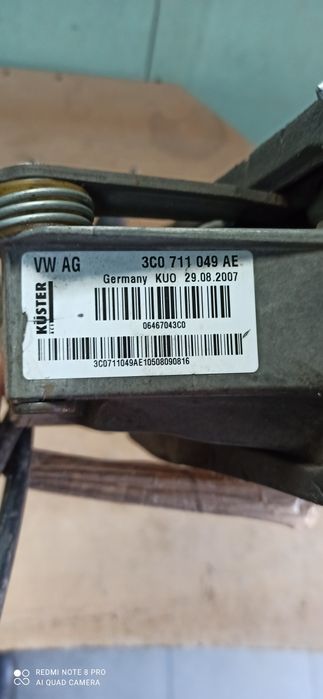 VW AG 3C0 711 049 AE
Germany KUO 29.08.2007
KÜSTER
06467043C0
3C0711049AE10508090816
REDMI NOTE 8 PRO
AI QUAD CAMERA